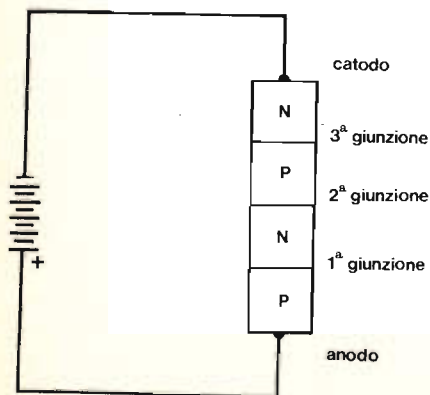 catodo
N
3ª giunzione
P
2ª giunzione
N
1ª giunzione
+
P
anodo